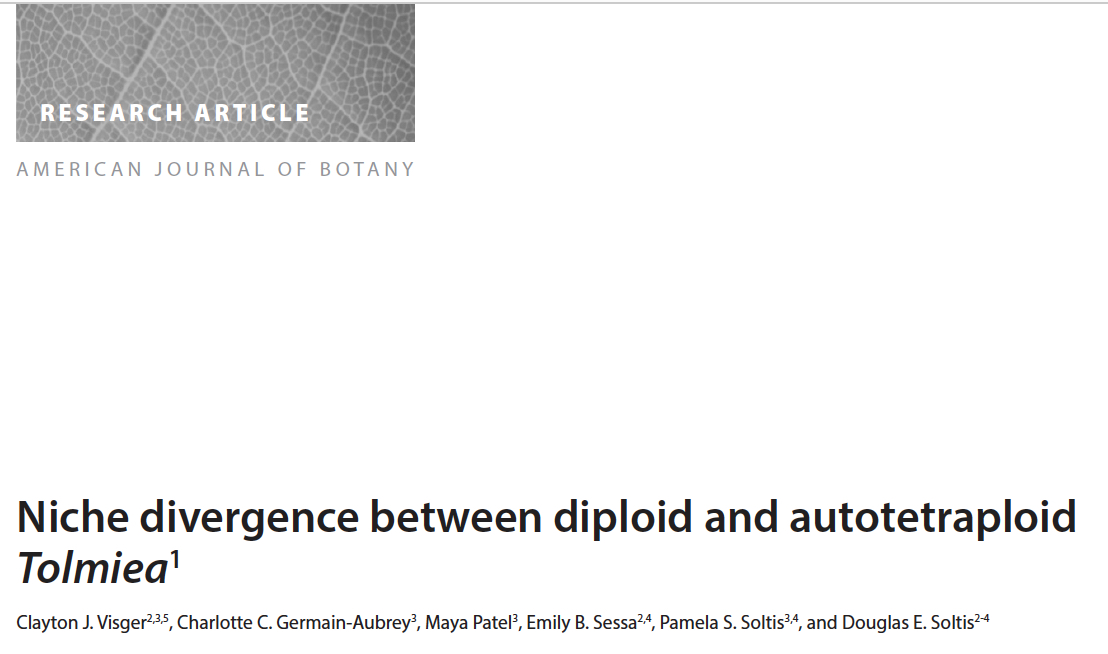 RESEARCH ARTICLE
AMERICAN JOURNAL OF BOTANY
Niche divergence between diploid and autotetraploid
Tolmiea1
Clayton J. Visger2,3,5, Charlotte C. Germain-Aubrey3, Maya Patel3, Emily B. Sessa2,4, Pamela S. Soltis3,4, and Douglas E. Soltis2-4